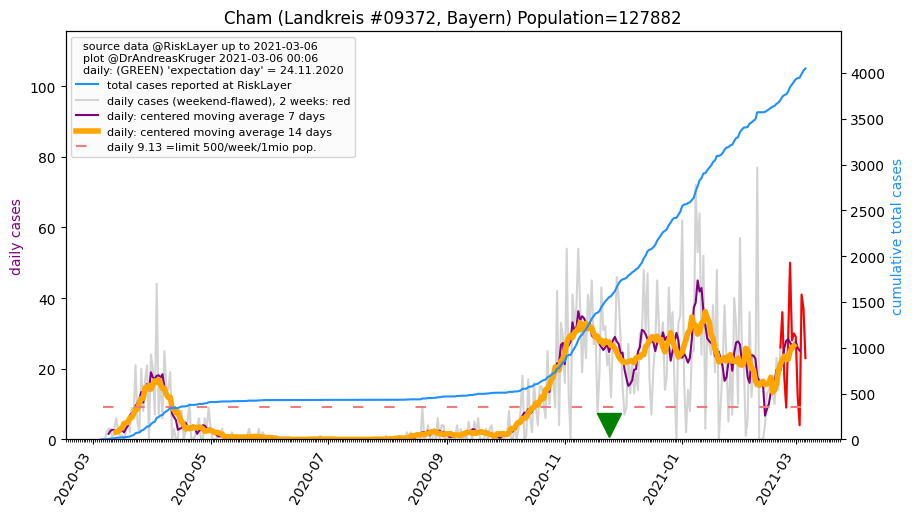 Cham (Landkreis #09372, Bayern) Population=127882
source data @RiskLayer up to 2021-03-06
plot @DrAndreasKruger 2021-03-06 00:06
daily: (GREEN) 'expectation day' = 24.11.2020
total cases reported at RiskLayer
daily cases (weekend-flawed), 2 weeks: red
daily: centered moving average 7 days
daily: centered moving average 14 days
daily 9.13 =limit 500/week/1mio pop.
daily cases
100
80
60
40
20
0
cumulative total cases
4000
3500
3000
2500
2000
1500
1000
500
0
2020-03
2020-05
2020-07
2020-09
2020-11
2021-01
2021-03